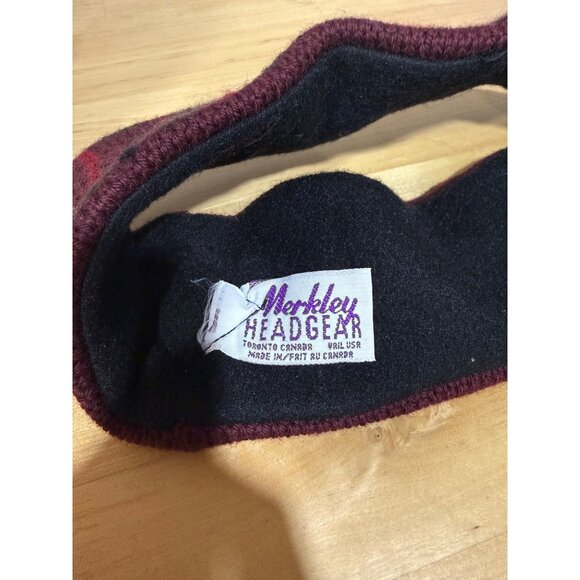 Merkley
HEADGEAR
TORONTO CANADA VAIL USA
MADE IN/FAIT AU CANADA